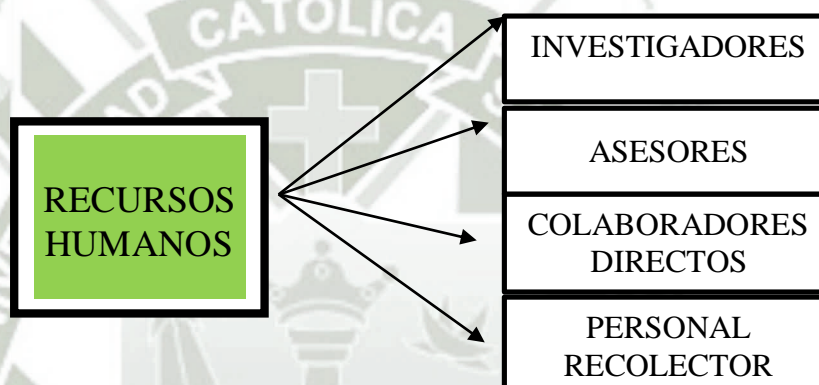 CATOLICA
RECURSOS
HUMANOS
INVESTIGADORES
ASESORES
COLABORADORES
DIRECTOS
PERSONAL
RECOLECTOR